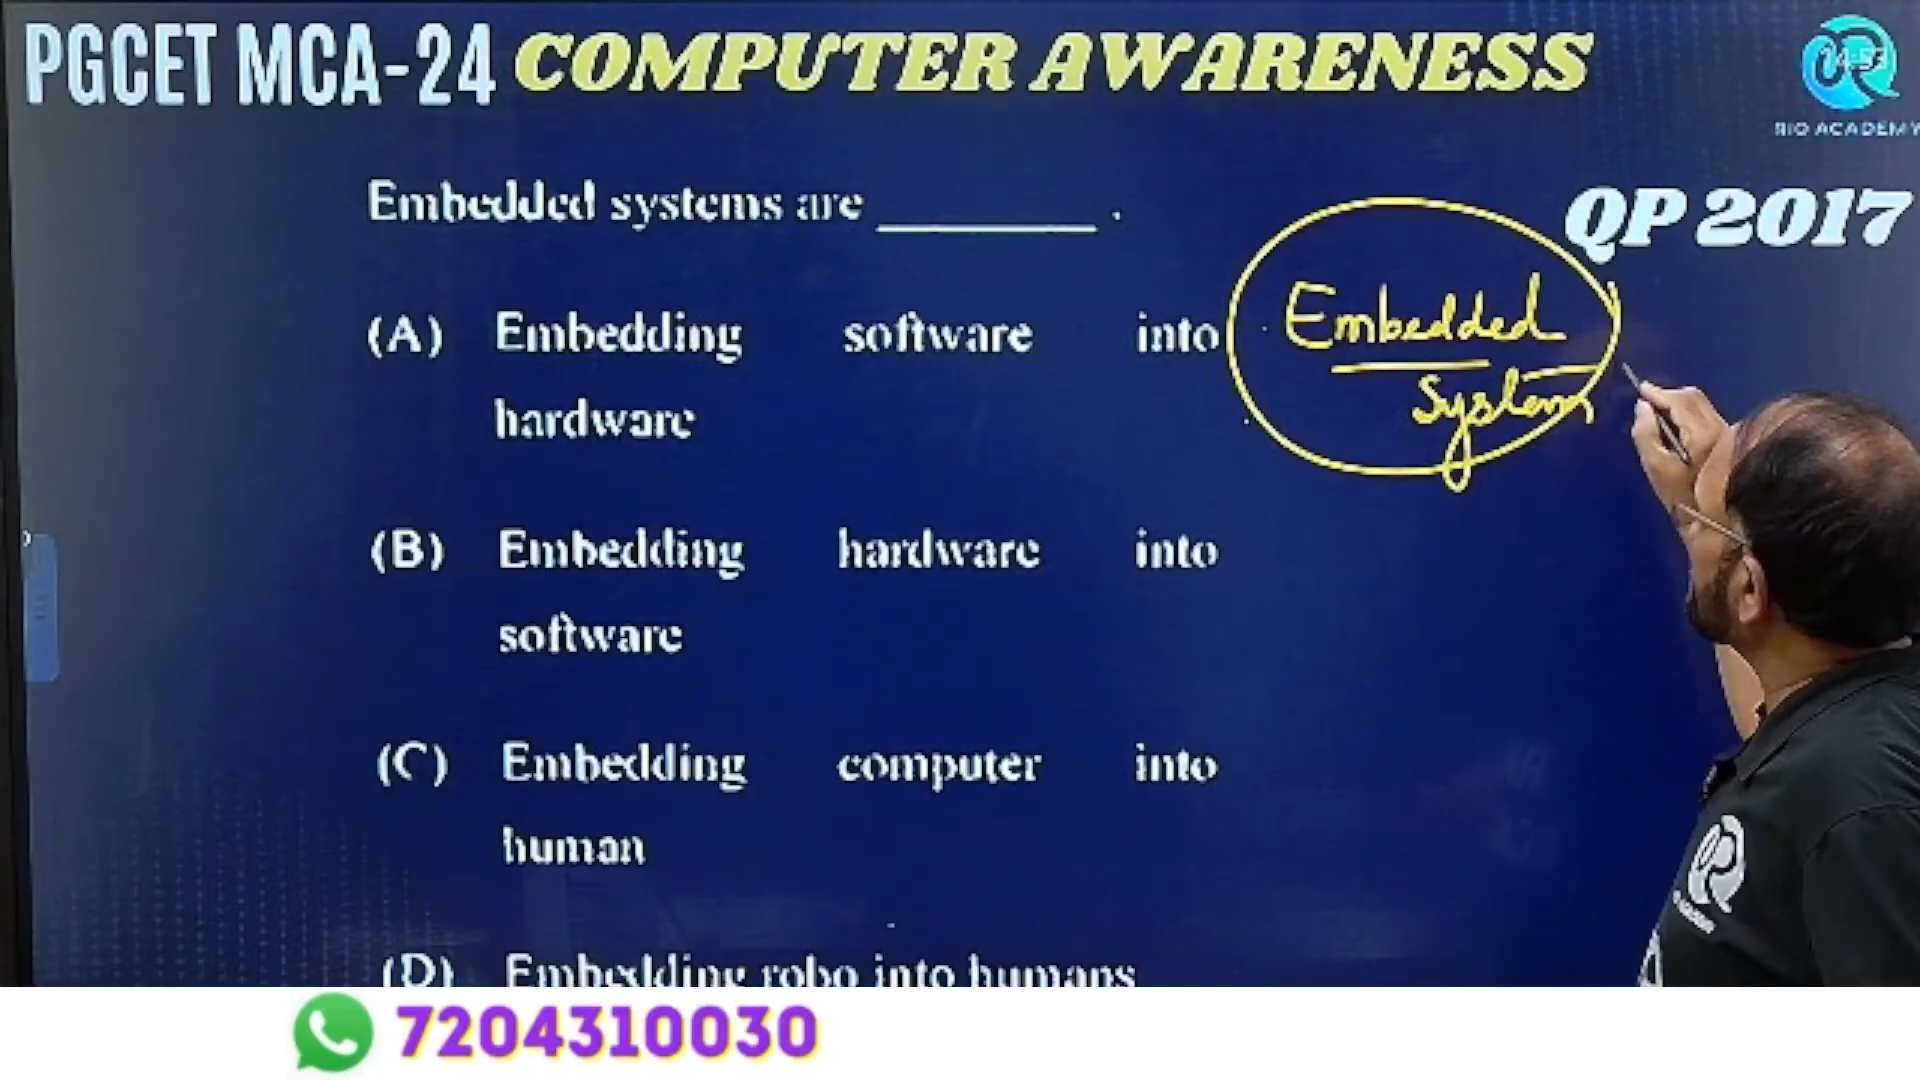 PGCET MCA-24 COMPUTER AWARENESS
RIO ACADEMY
QP 2017
Embedded systems are ________ .
(A) Embedding software into
hardware
Embedded
System
(B) Embedding hardware into
software
(C) Embedding computer into
human
(D) Embedding robo into humans
7204310030